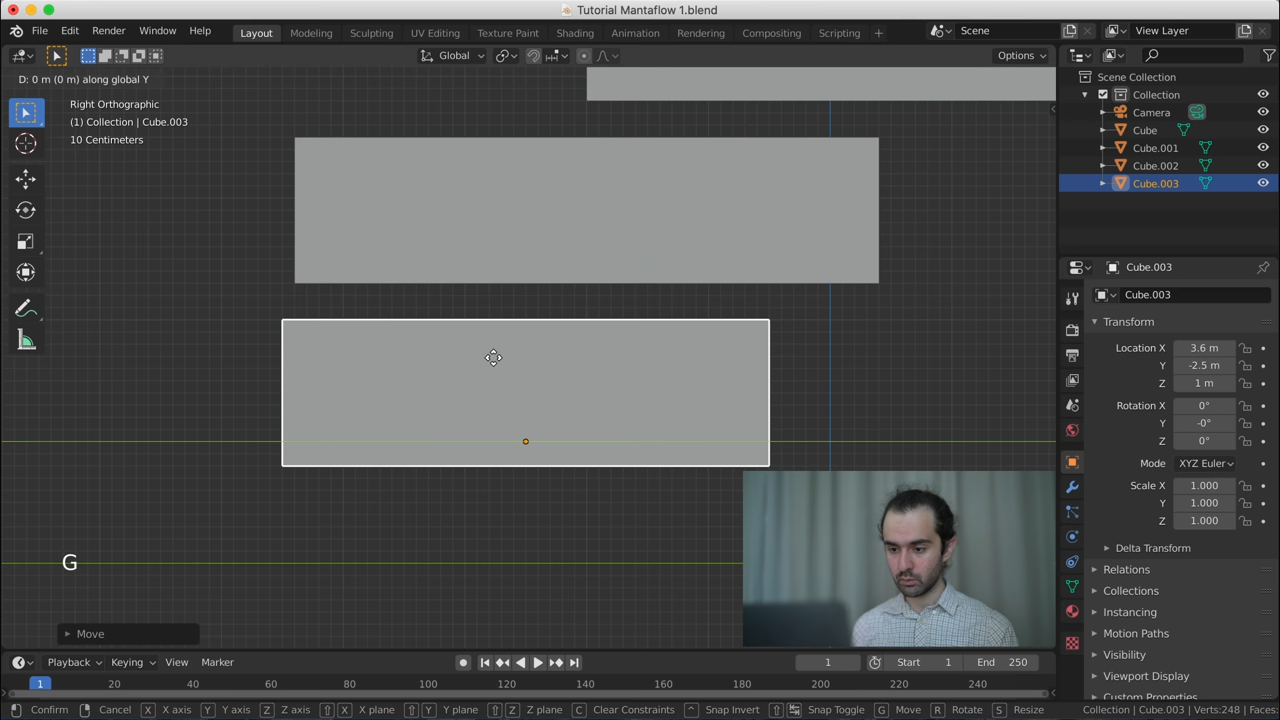 Tutorial Mantaflow 1.blend
File Edit Render Window Help Layout Modeling Sculpting UV Editing Texture Paint Shading Animation Rendering Compositing Scripting + Scene View Layer
Global Options
D: 0 m (0 m) along global Y
Right Orthographic
(1) Collection | Cube.003
10 Centimeters
Scene Collection
Collection
Camera
Cube
Cube.001
Cube.002
Cube.003
Cube.003
Cube.003
Transform
Location X 3.6 m
Y -2.5 m
Z 1 m
Rotation X 0°
Y -0°
Z 0°
Mode XYZ Euler
Scale X 1.000
Y 1.000
Z 1.000
Delta Transform
Relations
Collections
Instancing
Motion Paths
Visibility
Viewport Display
Custom Properties
G
Move
Playback Keying View Marker 1 Start 1 End 250
1 20 40 60 80 100 120 140 160 180 200 220 240
Confirm Cancel X X axis Y Y axis Z Z axis X X plane Y Y plane Z Z plane C Clear Constraints ^ Snap Invert Snap Toggle G Move R Rotate S Resize Collection | Cube.003 | Verts:248 | Faces: